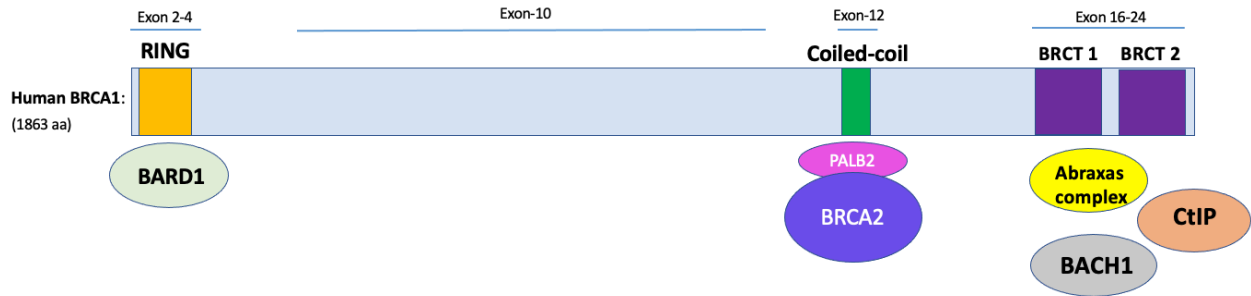 Exon 2-4
Exon-10
Exon-12
Exon 16-24
RING
Coiled-coil
BRCT 1
BRCT 2
Human BRCA1:
(1863 aa)
BARD1
PALB2
BRCA2
Abraxas
complex
CtIP
BACH1